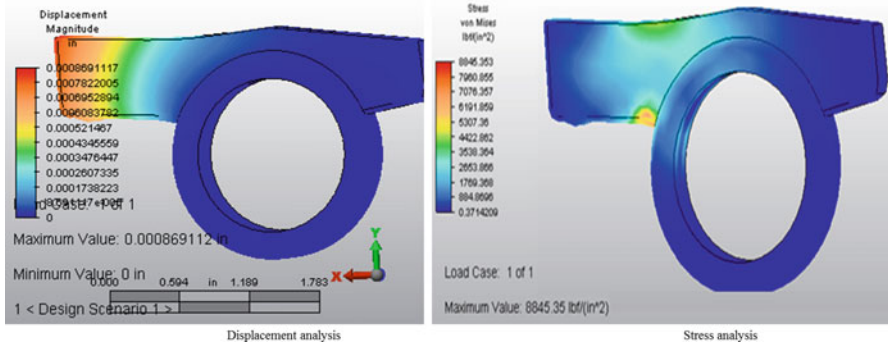 Displacement
Magnitude
in
0.0008691117
0.0007822005
0.0006952894
0.0006083782
0.000521467
0.0004345559
0.0003476447
0.0002607335
0.0001738223
0
Load Case: 1 of 1
Maximum Value: 0.000869112 in
Minimum Value: 0 in
0.000 0.594 in 1.189 1.783
1 < Design Scenario 1 >
Y
X
Displacement analysis
Stress
von Mises
lbf/(in^2)
8845.353
7960.855
7076.357
6191.859
5307.36
4422.862
3538.364
2653.866
1769.368
884.8696
0.3714209
Load Case: 1 of 1
Maximum Value: 8845.35 lbf/(in^2)
Stress analysis